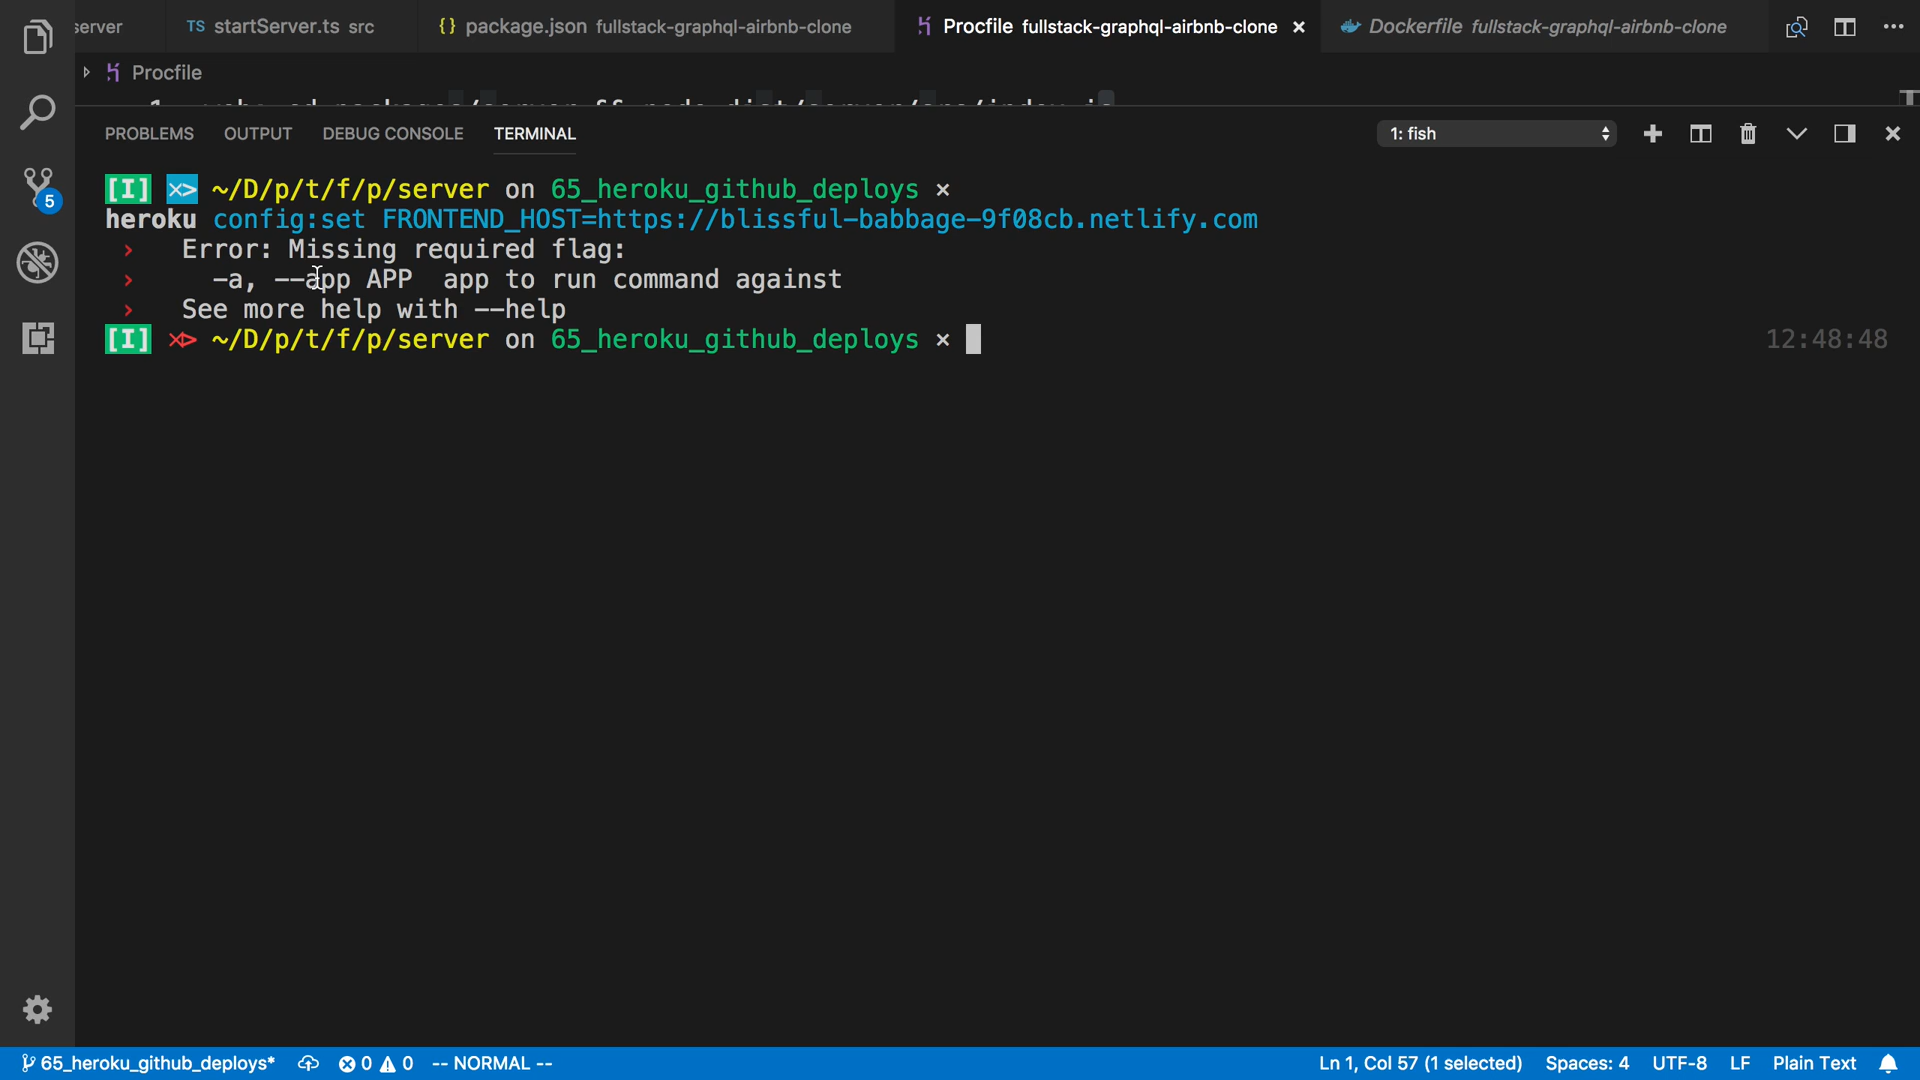 server TS startServer.ts src {} package.json fullstack-graphql-airbnb-clone Procfile fullstack-graphql-airbnb-clone × Dockerfile fullstack-graphql-airbnb-clone ...
Procfile
PROBLEMS OUTPUT DEBUG CONSOLE TERMINAL 1: fish
[I] ~/D/p/t/f/p/server on 65_heroku_github_deploys ×
heroku config:set FRONTEND_HOST=https://blissful-babbage-9f08cb.netlify.com
› Error: Missing required flag:
› -a, --app APP  app to run command against
› See more help with --help
[I] ~/D/p/t/f/p/server on 65_heroku_github_deploys × 12:48:48
5
65_heroku_github_deploys* 0 0 -- NORMAL -- Ln 1, Col 57 (1 selected) Spaces: 4 UTF-8 LF Plain Text